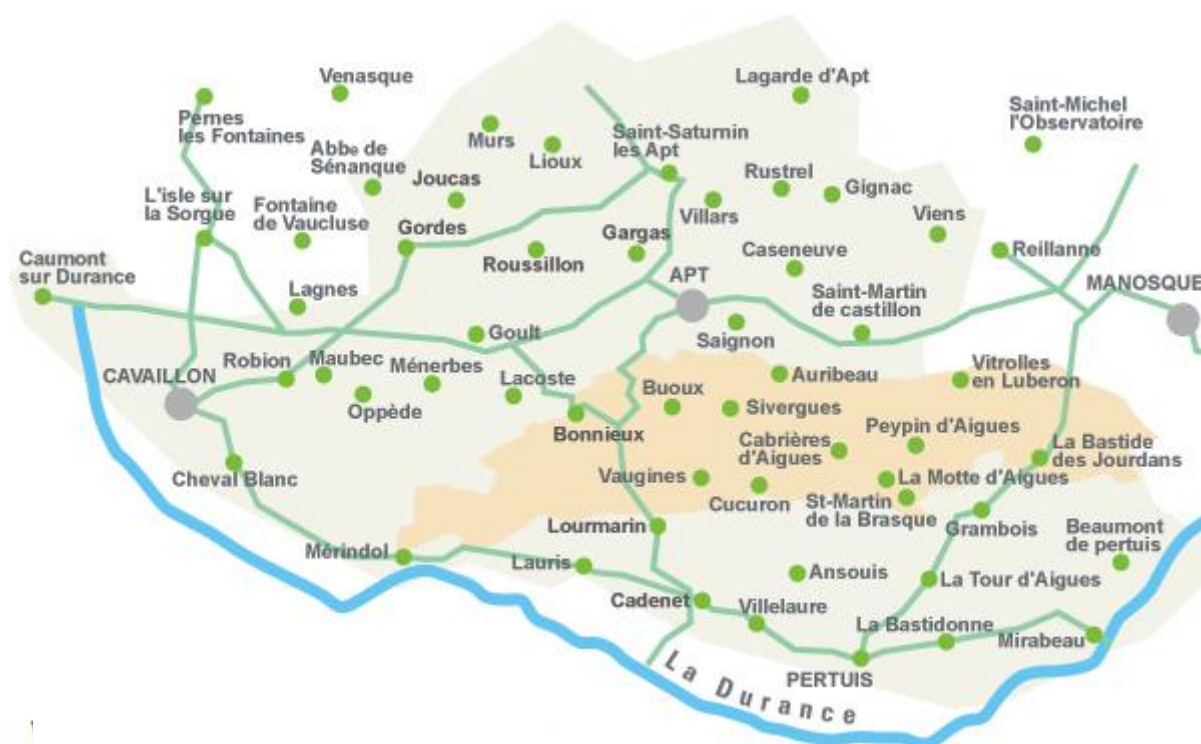 Venasque
Lagarde d'Apt
Pernes
les Fontaines
Saint-Michel
l'Observatoire
Murs
Saint-Saturnin
les Apt
Abbe de
Sénanque
Lioux
Joucas
Rustrel
Gignac
L'isle sur
la Sorgue
Fontaine
de Vaucluse
Villars
Viens
Gordes
Gargas
Caumont
sur Durance
Roussillon
Caseneuve
Reillanne
APT
MANOSQUE
Lagnes
Saint-Martin
de castillon
Goult
Saignon
Robion
Maubec
Ménerbes
CAVAILLON
Lacoste
Buoux
Auribeau
Vitrolles
en Luberon
Oppède
Sivergues
Bonnieux
Peypin d'Aigues
Cabrières
d'Aigues
La Bastide
des Jourdans
Cheval Blanc
Vaugines
La Motte d'Aigues
Cucuron
St-Martin
de la Brasque
Lourmarin
Grambois
Beaumont
de pertuis
Mérindol
Lauris
Ansouis
La Tour d'Aigues
Cadenet
Villelaure
La Bastidonne
Mirabeau
PERTUIS
La Durance